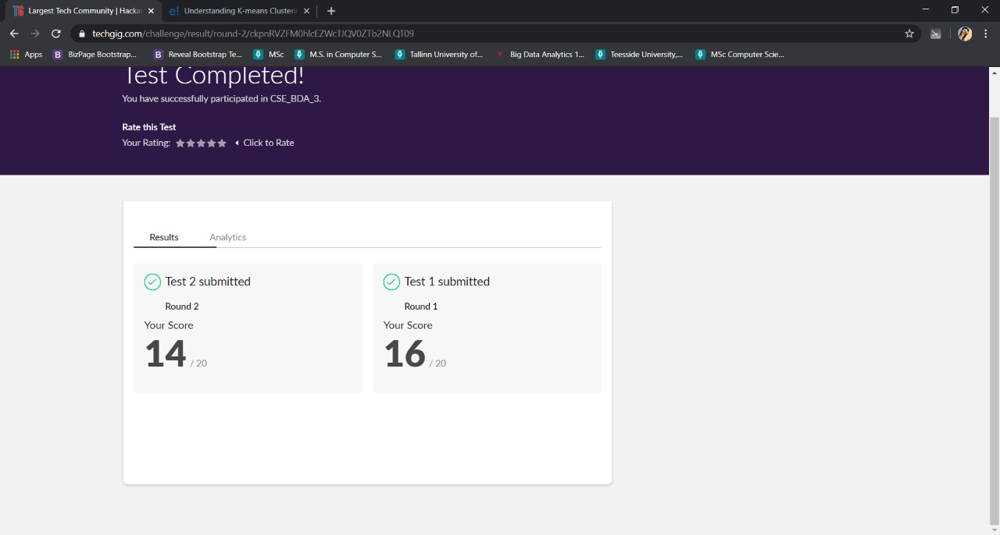 Largest Tech Community | Hacka
Understanding K-means Clusterin
techgig.com/challenge/result/round-2/ckpnRVZFM0hlcEZWcTJQV0ZTb2NLQT09
Apps B BizPage Bootstrap... B Reveal Bootstrap Te... MSc M.S. in Computer S... Tallinn University of... Big Data Analytics 1... Teesside University,... MSc Computer Scie...
Test Completed!
You have successfully participated in CSE_BDA_3.
Rate this Test
Your Rating: Click to Rate
Results Analytics
Test 2 submitted
Round 2
Your Score
14 / 20
Test 1 submitted
Round 1
Your Score
16 / 20